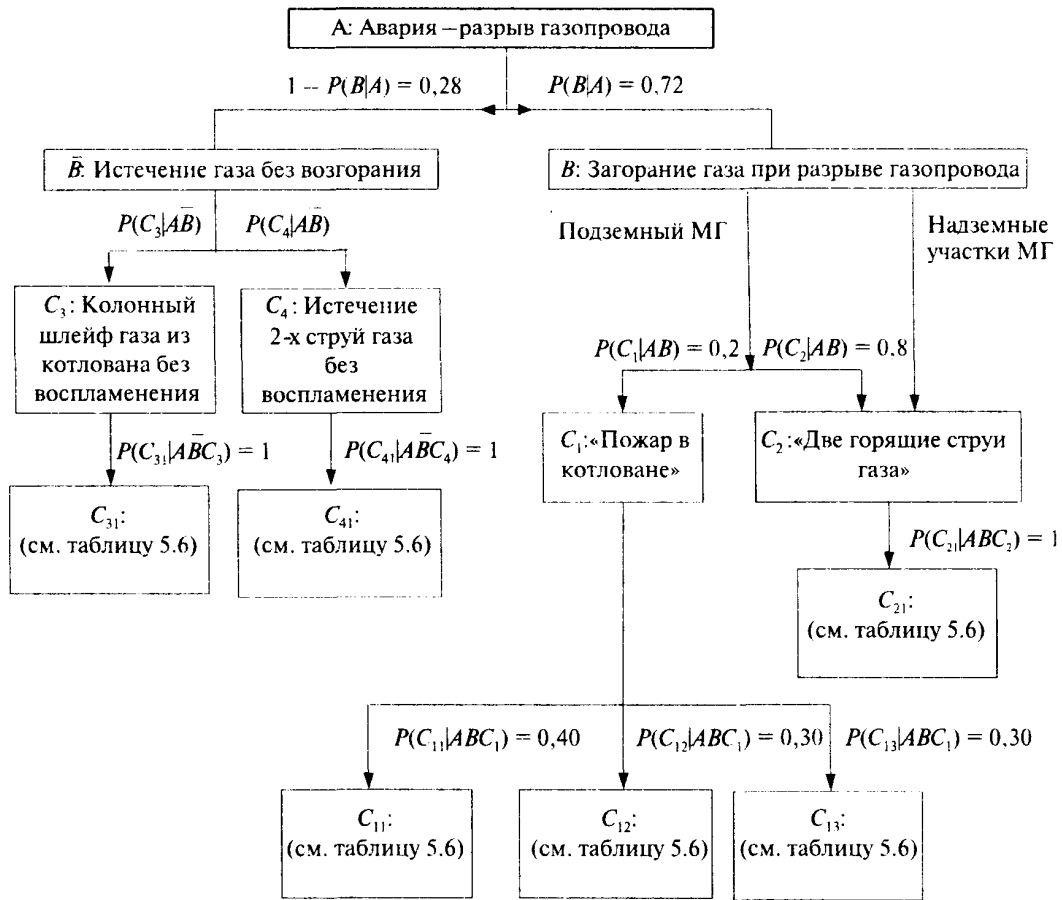 А: Авария – разрыв газопровода
1 – P(B|A) = 0,28
P(B|A) = 0,72
B̅: Истечение газа без возгорания
B: Загорание газа при разрыве газопровода
P(C₃|AB̅)
P(C₄|AB̅)
Подземный МГ
Надземные
участки МГ
C₃: Колонный
шлейф газа из
котлована без
воспламенения
C₄: Истечение
2-х струй газа
без
воспламенения
P(C₁|AB) = 0,2
P(C₂|AB) = 0.8
C₁:«Пожар в
котловане»
C₂:«Две горящие струи
газа»
P(C₃₁|AB̅C₃) = 1
P(C₄₁|AB̅C₄) = 1
C₃₁:
(см. таблицу 5.6)
C₄₁:
(см. таблицу 5.6)
P(C₂₁|ABC₂) = 1
C₂₁:
(см. таблицу 5.6)
P(C₁₁|ABC₁) = 0,40
P(C₁₂|ABC₁) = 0,30
P(C₁₃|ABC₁) = 0,30
C₁₁:
(см. таблицу 5.6)
C₁₂:
(см. таблицу 5.6)
C₁₃:
(см. таблицу 5.6)